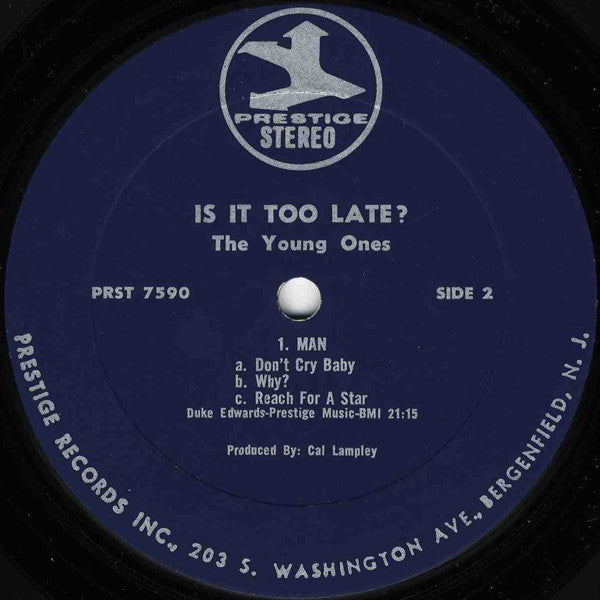 PRESTIGE
STEREO
IS IT TOO LATE?
The Young Ones
PRST 7590
SIDE 2
1. MAN
a. Don't Cry Baby
b. Why?
c. Reach For A Star
Duke Edwards-Prestige Music-BMI 21:15
Produced By: Cal Lampley
PRESTIGE RECORDS INC., 203 S. WASHINGTON AVE., BERGENFIELD, N. J.